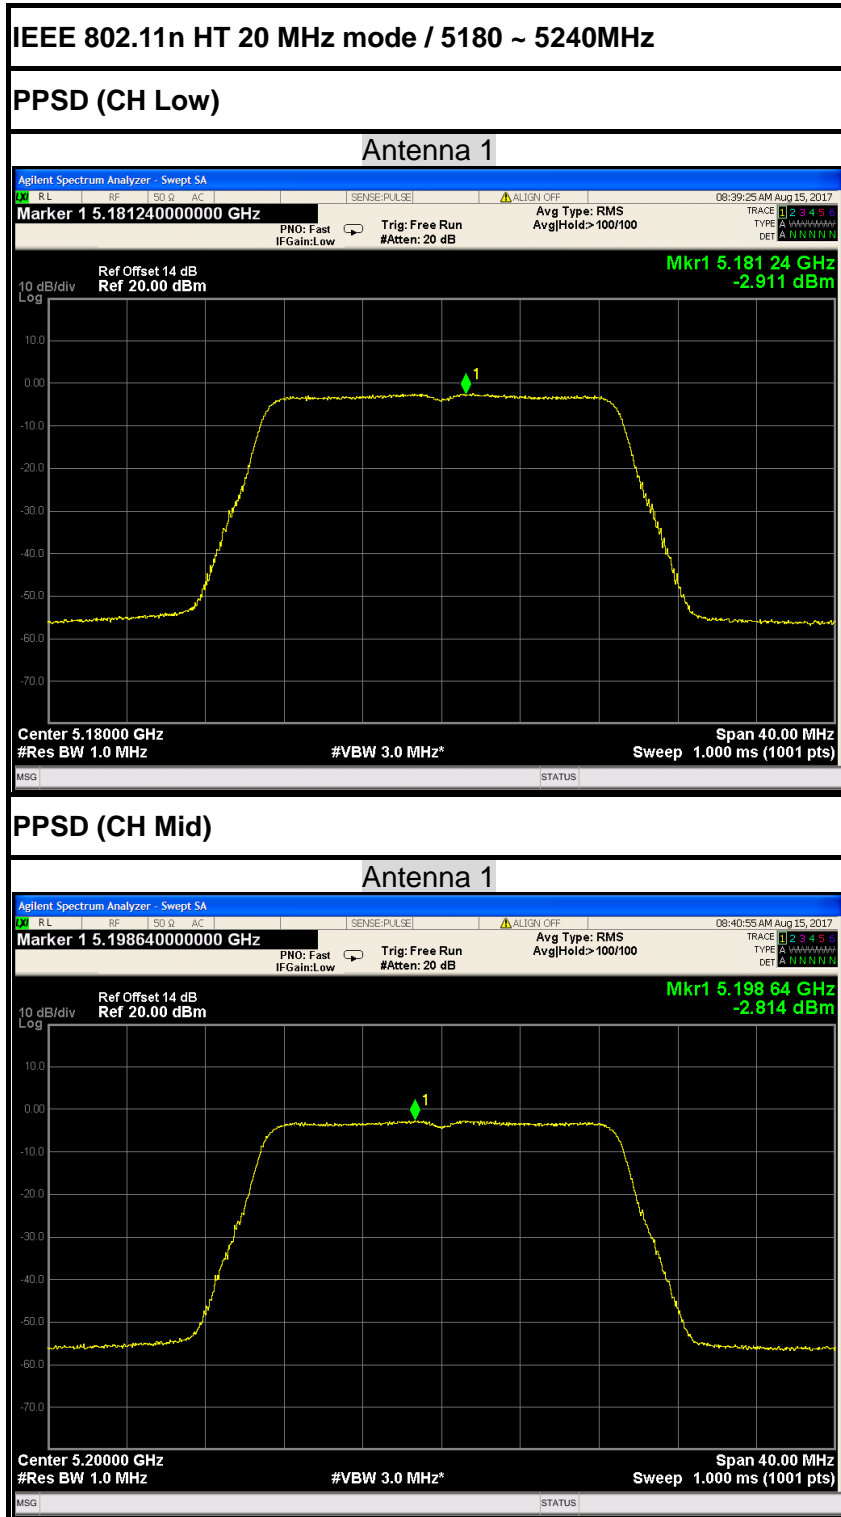 IEEE 802.11n HT 20 MHz mode / 5180 ~ 5240MHz
PPSD (CH Low)
Antenna 1
Agilent Spectrum Analyzer - Swept SA
LXI RL RF 50 Ω AC SENSE:PULSE ALIGN OFF 08:39:25 AM Aug 15, 2017
Marker 1 5.181240000000 GHz
PNO: Fast
IFGain:Low
Trig: Free Run
#Atten: 20 dB
Avg Type: RMS
Avg|Hold:>100/100
TRACE 1 2 3 4 5 6
TYPE A WWWWW
DET A N N N N N
Mkr1 5.181 24 GHz
-2.911 dBm
Ref Offset 14 dB
10 dB/div Ref 20.00 dBm
Log
10.0
0.00
1
-10.0
-20.0
-30.0
-40.0
-50.0
-60.0
-70.0
Center 5.18000 GHz Span 40.00 MHz
#Res BW 1.0 MHz #VBW 3.0 MHz* Sweep 1.000 ms (1001 pts)
MSG STATUS
PPSD (CH Mid)
Antenna 1
Agilent Spectrum Analyzer - Swept SA
LXI RL RF 50 Ω AC SENSE:PULSE ALIGN OFF 08:40:55 AM Aug 15, 2017
Marker 1 5.198640000000 GHz
PNO: Fast
IFGain:Low
Trig: Free Run
#Atten: 20 dB
Avg Type: RMS
Avg|Hold:>100/100
TRACE 1 2 3 4 5 6
TYPE A WWWWW
DET A N N N N N
Mkr1 5.198 64 GHz
-2.814 dBm
Ref Offset 14 dB
10 dB/div Ref 20.00 dBm
Log
10.0
0.00
1
-10.0
-20.0
-30.0
-40.0
-50.0
-60.0
-70.0
Center 5.20000 GHz Span 40.00 MHz
#Res BW 1.0 MHz #VBW 3.0 MHz* Sweep 1.000 ms (1001 pts)
MSG STATUS